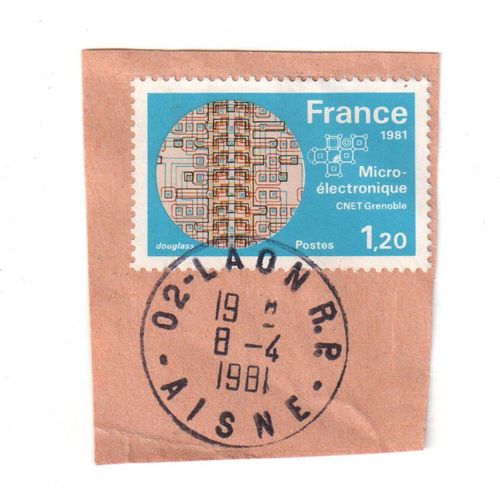 France
1981
Micro-
électronique
CNET Grenoble
douglass
Postes
1,20
02-LAON R.P.
19 H
8-4
1981
- AISNE -